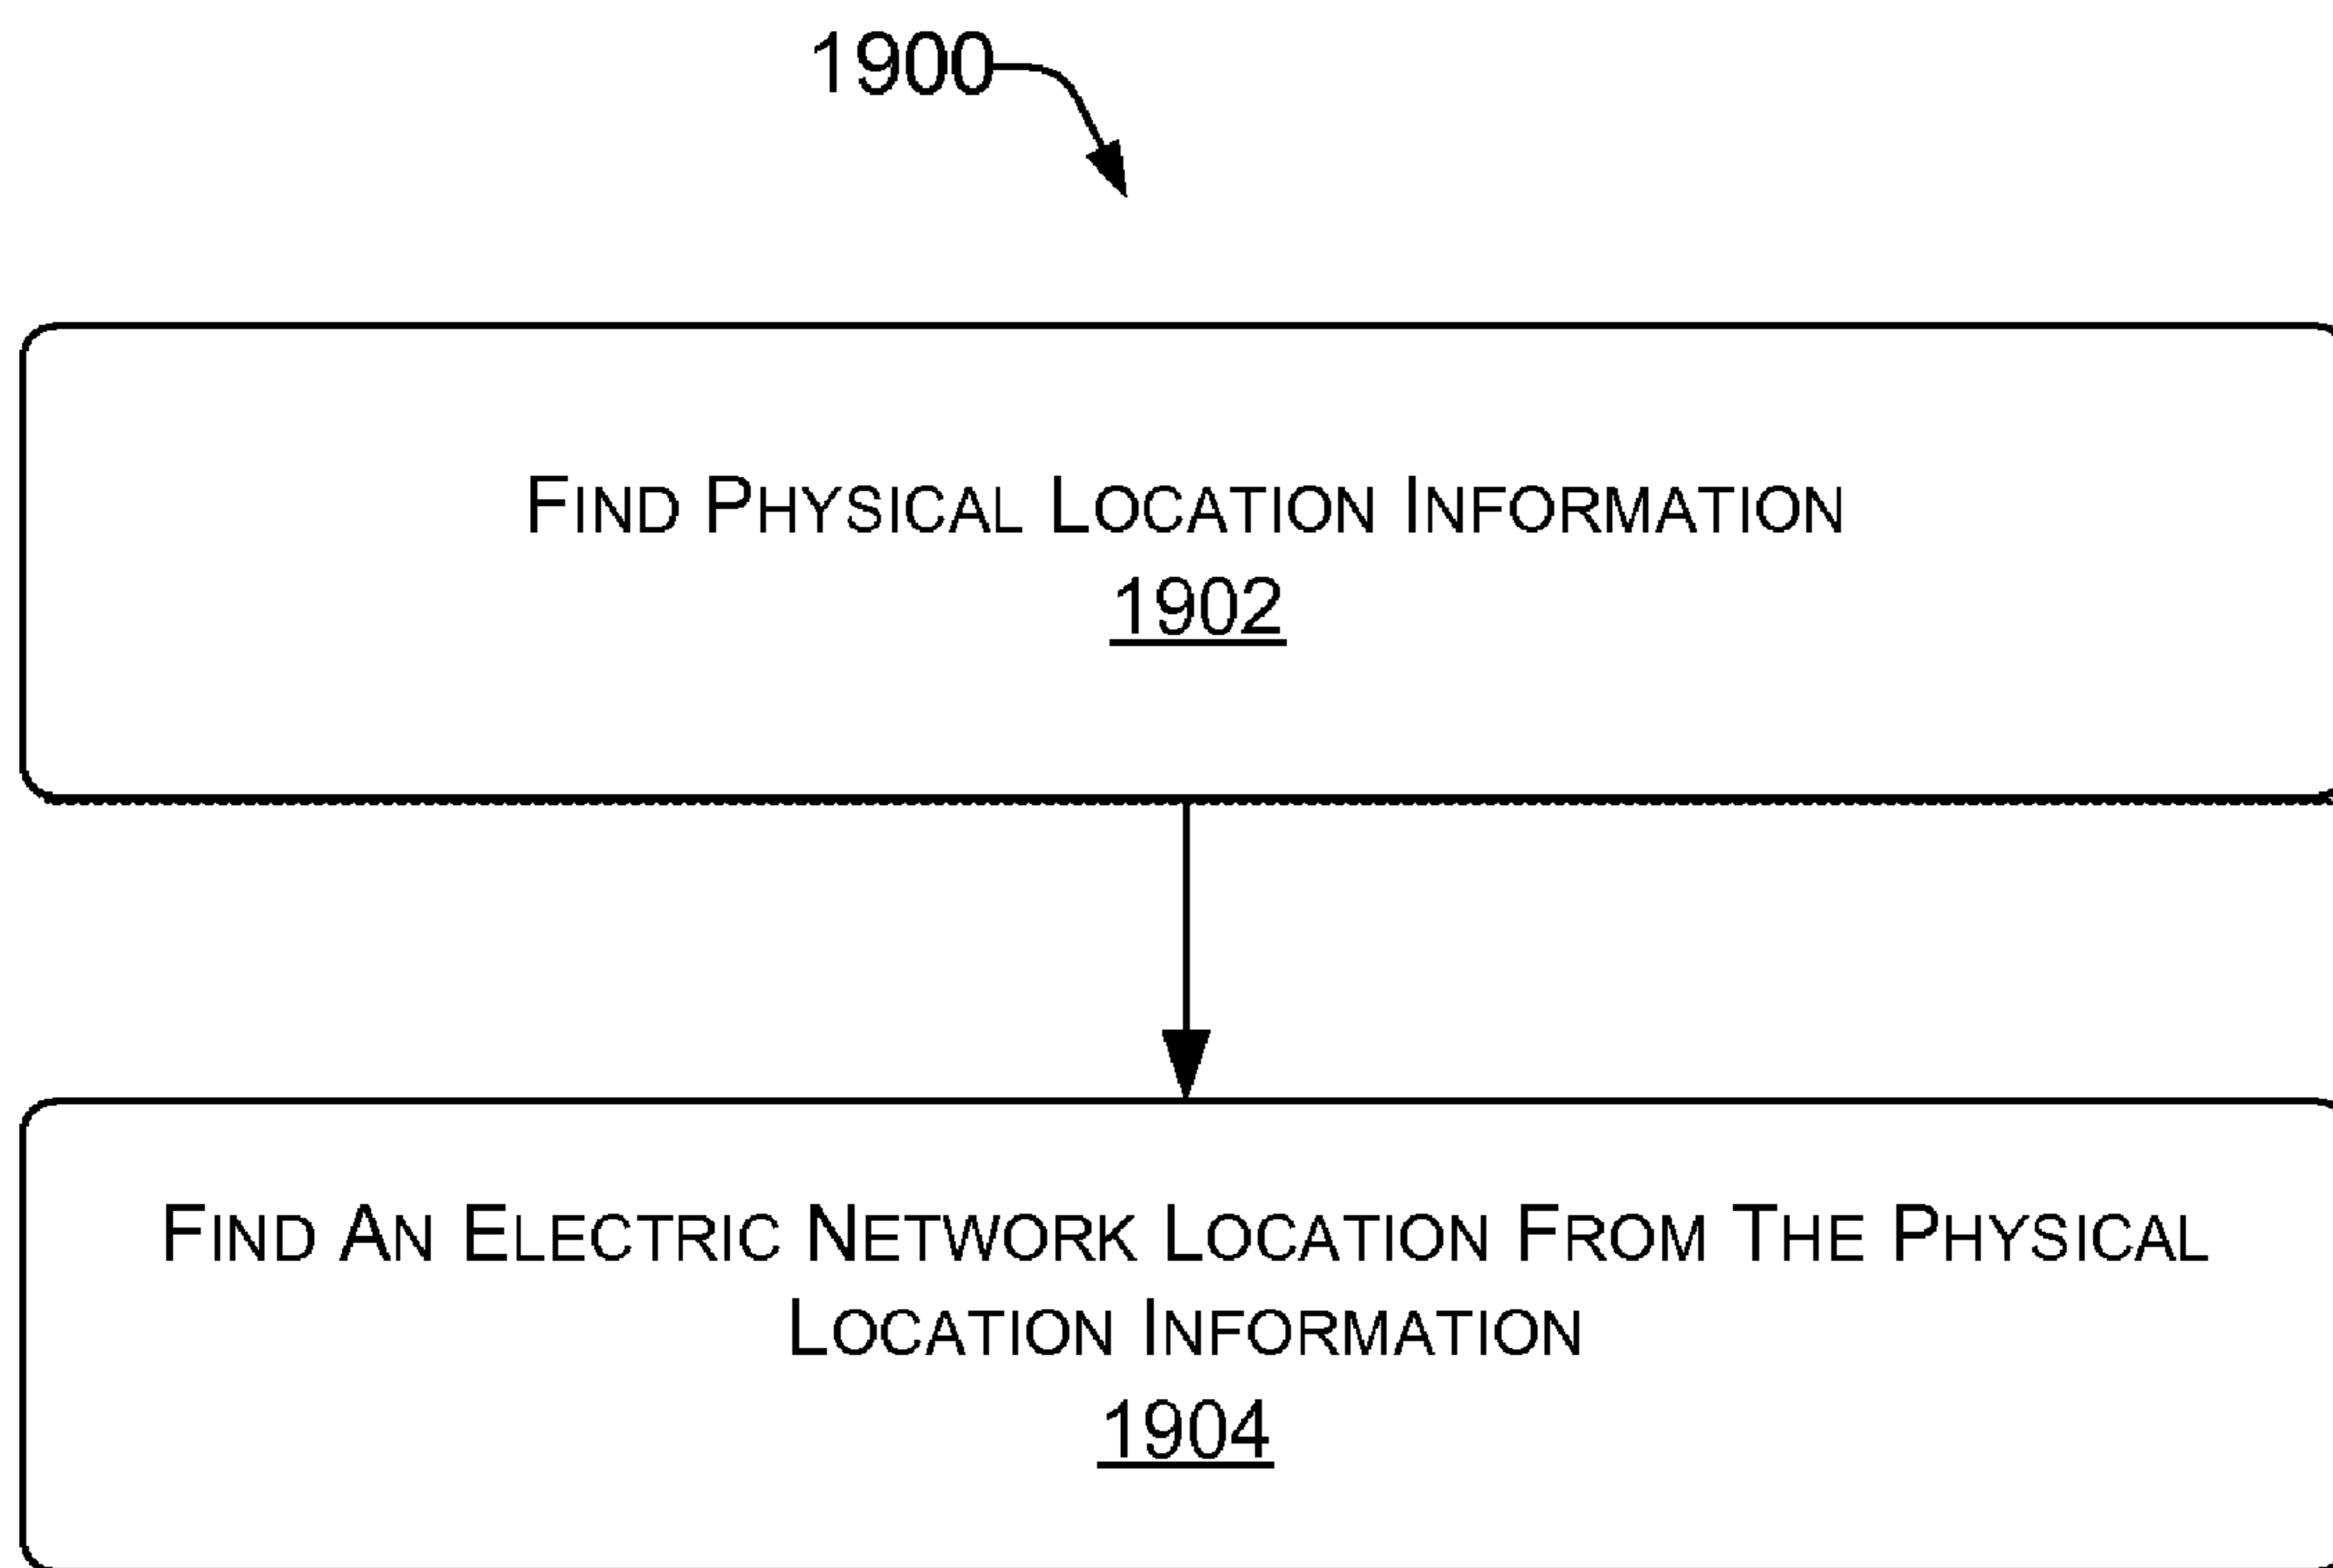 1900
FIND PHYSICAL LOCATION INFORMATION
1902
FIND AN ELECTRIC NETWORK LOCATION FROM THE PHYSICAL
LOCATION INFORMATION
1904